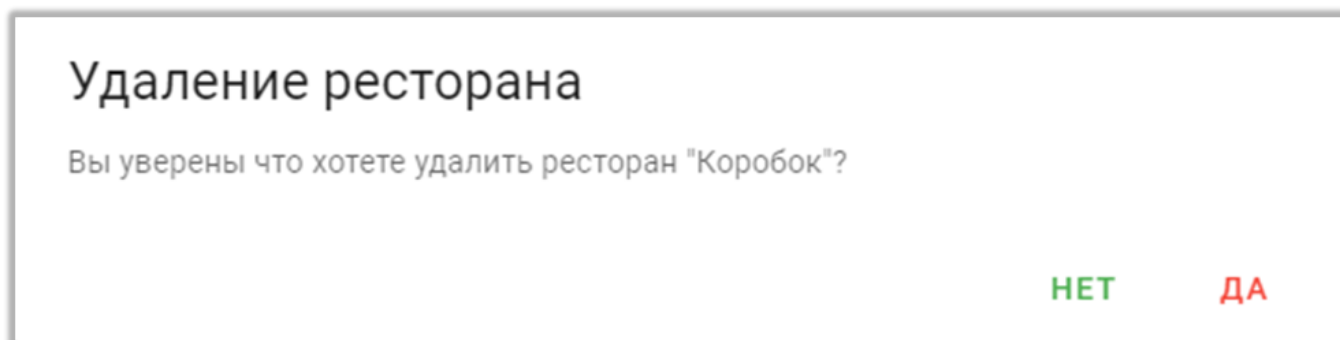 Удаление ресторана
Вы уверены что хотете удалить ресторан "Коробок"?
НЕТ ДА